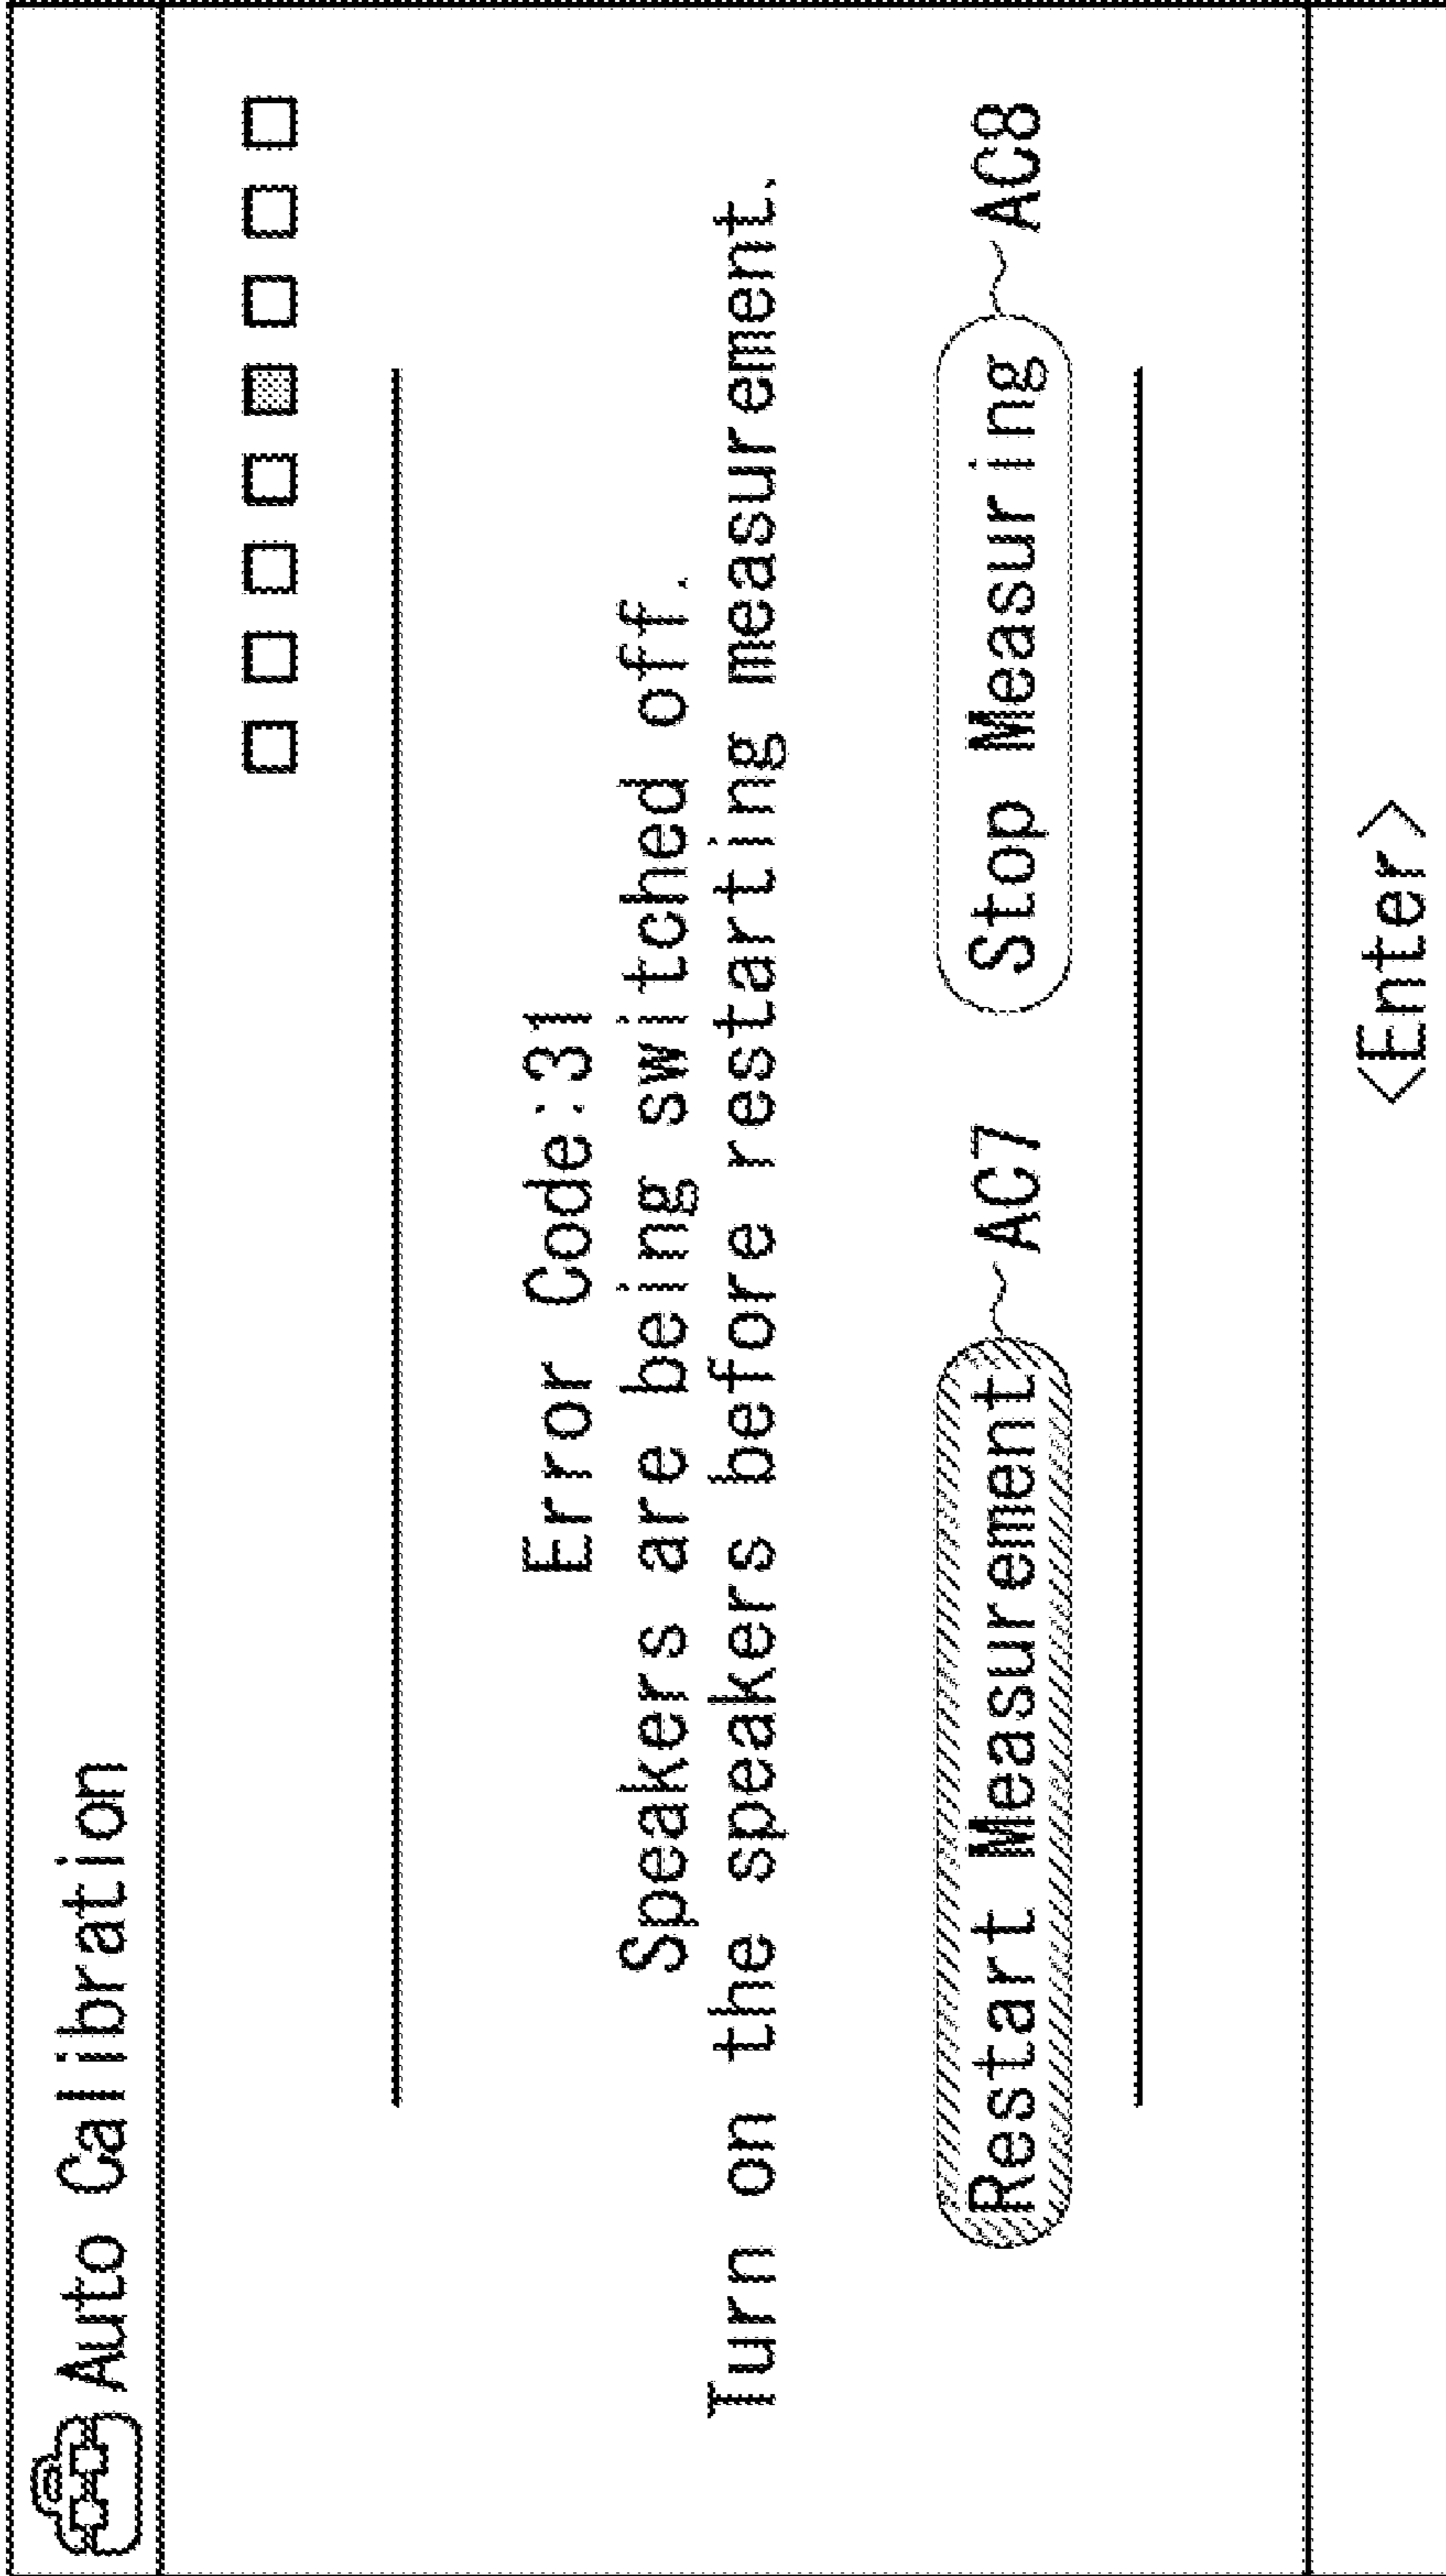 Auto Calibration
Error Code:31
Speakers are being switched off.
Turn on the speakers before restarting measurement.
Restart Measurement AC7 Stop Measuring AC8
<Enter>